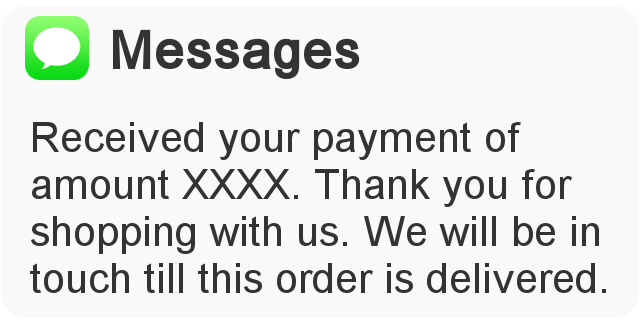 Messages
Received your payment of
amount XXXX. Thank you for
shopping with us. We will be in
touch till this order is delivered.